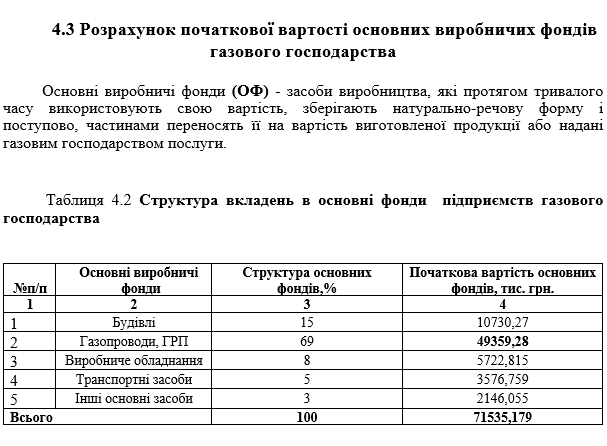 4.3 Розрахунок початкової вартості основних виробничих фондів
газового господарства
Основні виробничі фонди (ОФ) - засоби виробництва, які протягом тривалого
часу використовують свою вартість, зберігають натурально-речову форму і
поступово, частинами переносять її на вартість виготовленої продукції або надані
газовим господарством послуги.
Таблиця 4.2 Структура вкладень в основні фонди підприємств газового
господарства
№п/п Основні виробничі фонди Структура основних фондів,% Початкова вартість основних фондів, тис. грн.
1 2 3 4
1 Будівлі 15 10730,27
2 Газопроводи, ГРП 69 49359,28
3 Виробниче обладнання 8 5722,815
4 Транспортні засоби 5 3576,759
5 Інші основні засоби 3 2146,055
Всього 100 71535,179